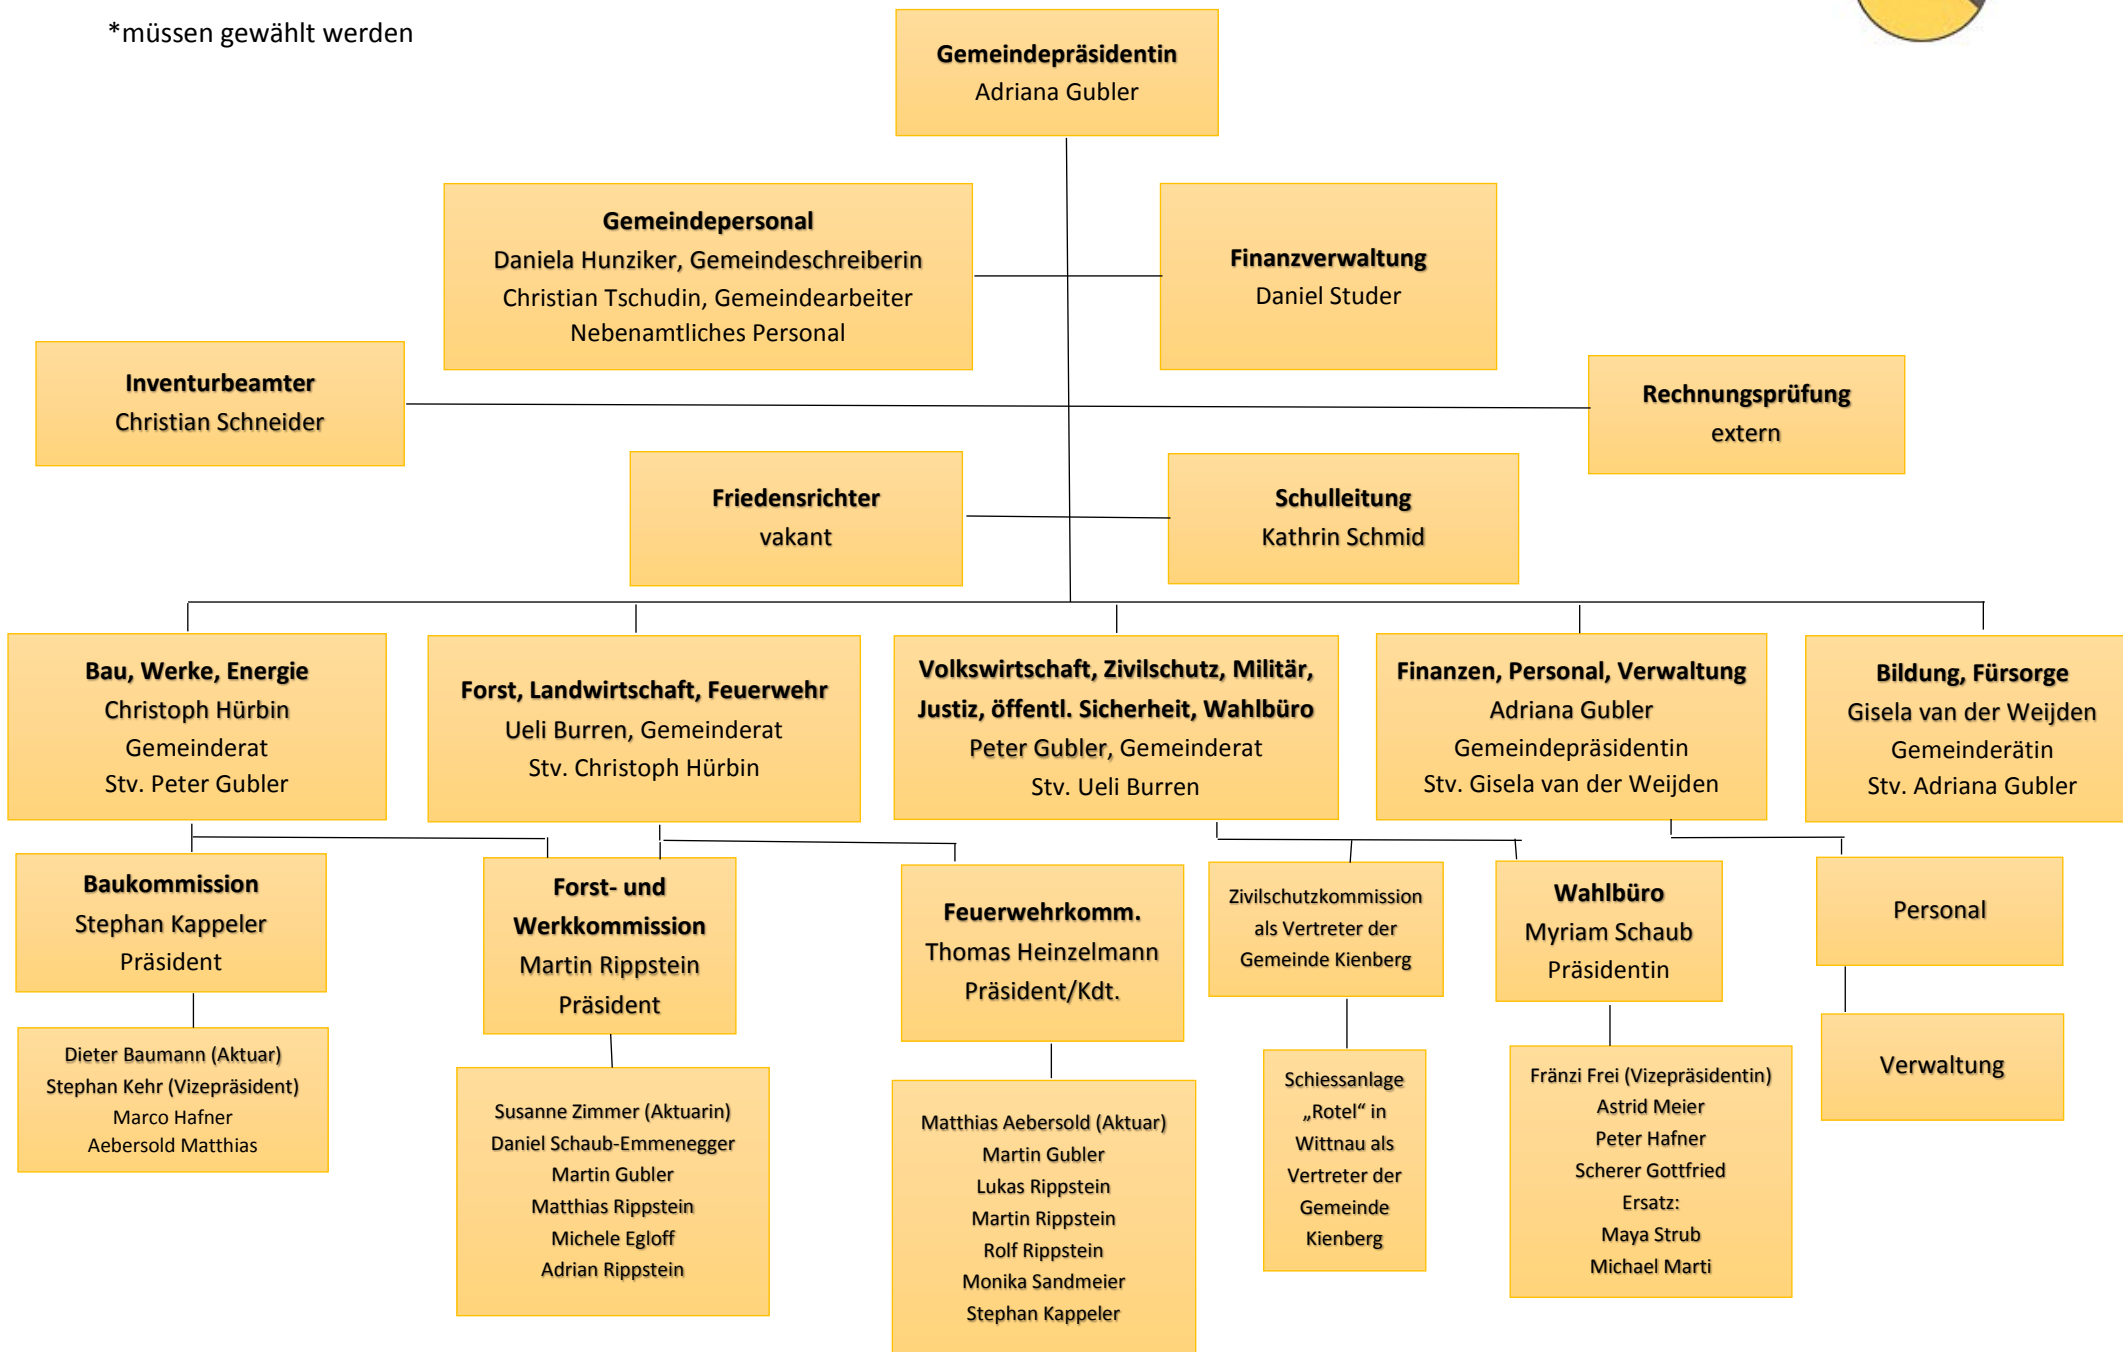 *müssen gewählt werden
Gemeindepräsidentin
Adriana Gubler
Gemeindepersonal
Daniela Hunziker, Gemeindeschreiberin
Christian Tschudin, Gemeindearbeiter
Nebenamtliches Personal
Finanzverwaltung
Daniel Studer
Inventurbeamter
Christian Schneider
Rechnungsprüfung
extern
Friedensrichter
vakant
Schulleitung
Kathrin Schmid
Bau, Werke, Energie
Christoph Hürbin
Gemeinderat
Stv. Peter Gubler
Forst, Landwirtschaft, Feuerwehr
Ueli Burren, Gemeinderat
Stv. Christoph Hürbin
Volkswirtschaft, Zivilschutz, Militär,
Justiz, öffentl. Sicherheit, Wahlbüro
Peter Gubler, Gemeinderat
Stv. Ueli Burren
Finanzen, Personal, Verwaltung
Adriana Gubler
Gemeindepräsidentin
Stv. Gisela van der Weijden
Bildung, Fürsorge
Gisela van der Weijden
Gemeinderätin
Stv. Adriana Gubler
Baukommission
Stephan Kappeler
Präsident
Forst- und
Werkkommission
Martin Rippstein
Präsident
Feuerwehrkomm.
Thomas Heinzelmann
Präsident/Kdt.
Zivilschutzkommission
als Vertreter der
Gemeinde Kienberg
Wahlbüro
Myriam Schaub
Präsidentin
Personal
Dieter Baumann (Aktuar)
Stephan Kehr (Vizepräsident)
Marco Hafner
Aebersold Matthias
Susanne Zimmer (Aktuarin)
Daniel Schaub-Emmenegger
Martin Gubler
Matthias Rippstein
Michele Egloff
Adrian Rippstein
Matthias Aebersold (Aktuar)
Martin Gubler
Lukas Rippstein
Martin Rippstein
Rolf Rippstein
Monika Sandmeier
Stephan Kappeler
Schiessanlage
„Rotel“ in
Wittnau als
Vertreter der
Gemeinde
Kienberg
Fränzi Frei (Vizepräsidentin)
Astrid Meier
Peter Hafner
Scherer Gottfried
Ersatz:
Maya Strub
Michael Marti
Verwaltung